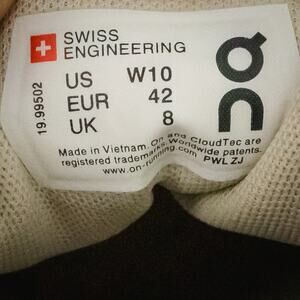 SWISS
ENGINEERING
US W10
EUR 42
UK 8
19.99502
Made in Vietnam. On and CloudTec are
registered trademarks. Worldwide patents.
www.on-running.com PWL ZJ